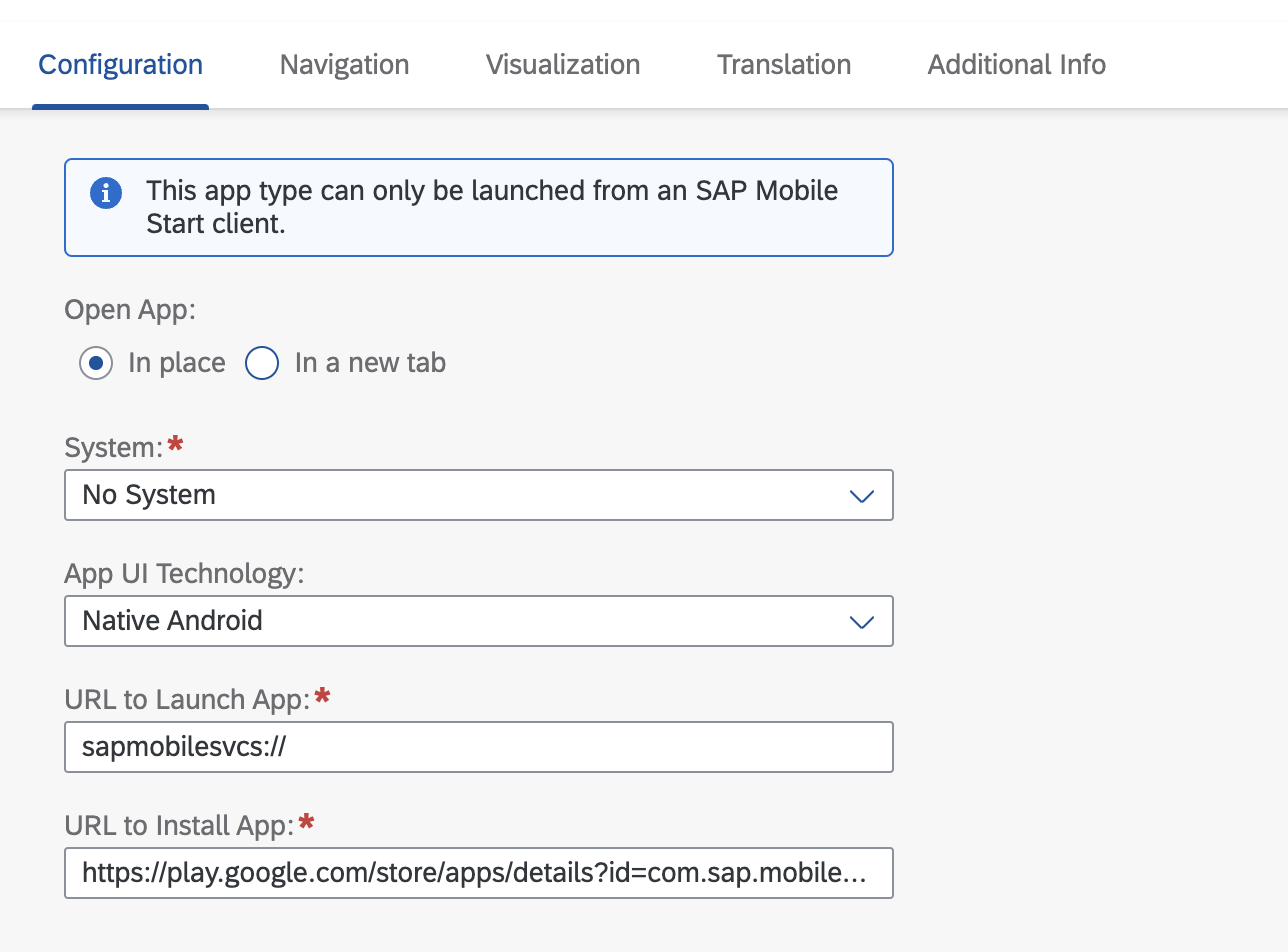 Configuration Navigation Visualization Translation Additional Info
This app type can only be launched from an SAP Mobile
Start client.
Open App:
In place In a new tab
System:*
No System
App UI Technology:
Native Android
URL to Launch App:*
sapmobilesvcs://
URL to Install App:*
https://play.google.com/store/apps/details?id=com.sap.mobile...